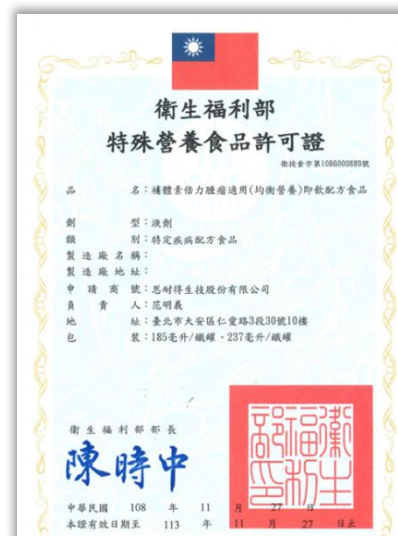 衛生福利部
特殊營養食品許可證
衛授食字第1086000889號
品名：補體素倍力腫瘤適用(均衡營養)即飲配方食品
劑型：液劑
類別：特定疾病配方食品
製造廠名稱：
製造廠地址：
申請商號：思耐得生技股份有限公司
負責人：范明義
地址：臺北市大安區仁愛路3段30號10樓
包裝：185毫升/鐵罐、237毫升/鐵罐
衛生福利部部長
陳時中
衛生福利部印
中華民國 108 年 11 月 27 日
本證有效日期至 113 年 11 月 27 日止